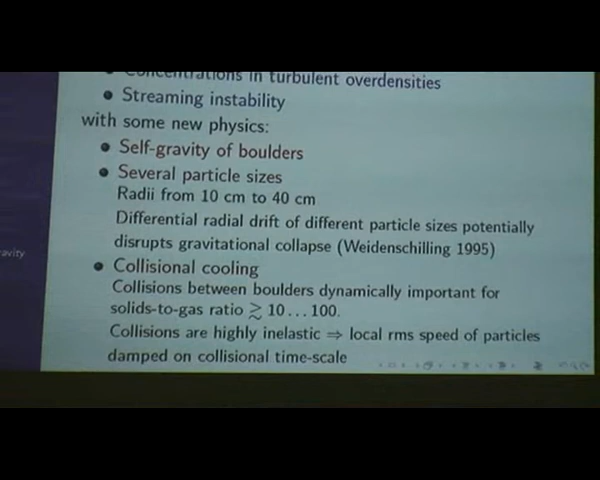 Concentrations in turbulent overdensities
Streaming instability
with some new physics:
Self-gravity of boulders
Several particle sizes
Radii from 10 cm to 40 cm
Differential radial drift of different particle sizes potentially
disrupts gravitational collapse (Weidenschilling 1995)
avity
Collisional cooling
Collisions between boulders dynamically important for
solids-to-gas ratio ≳ 10 … 100.
Collisions are highly inelastic ⇒ local rms speed of particles
damped on collisional time-scale